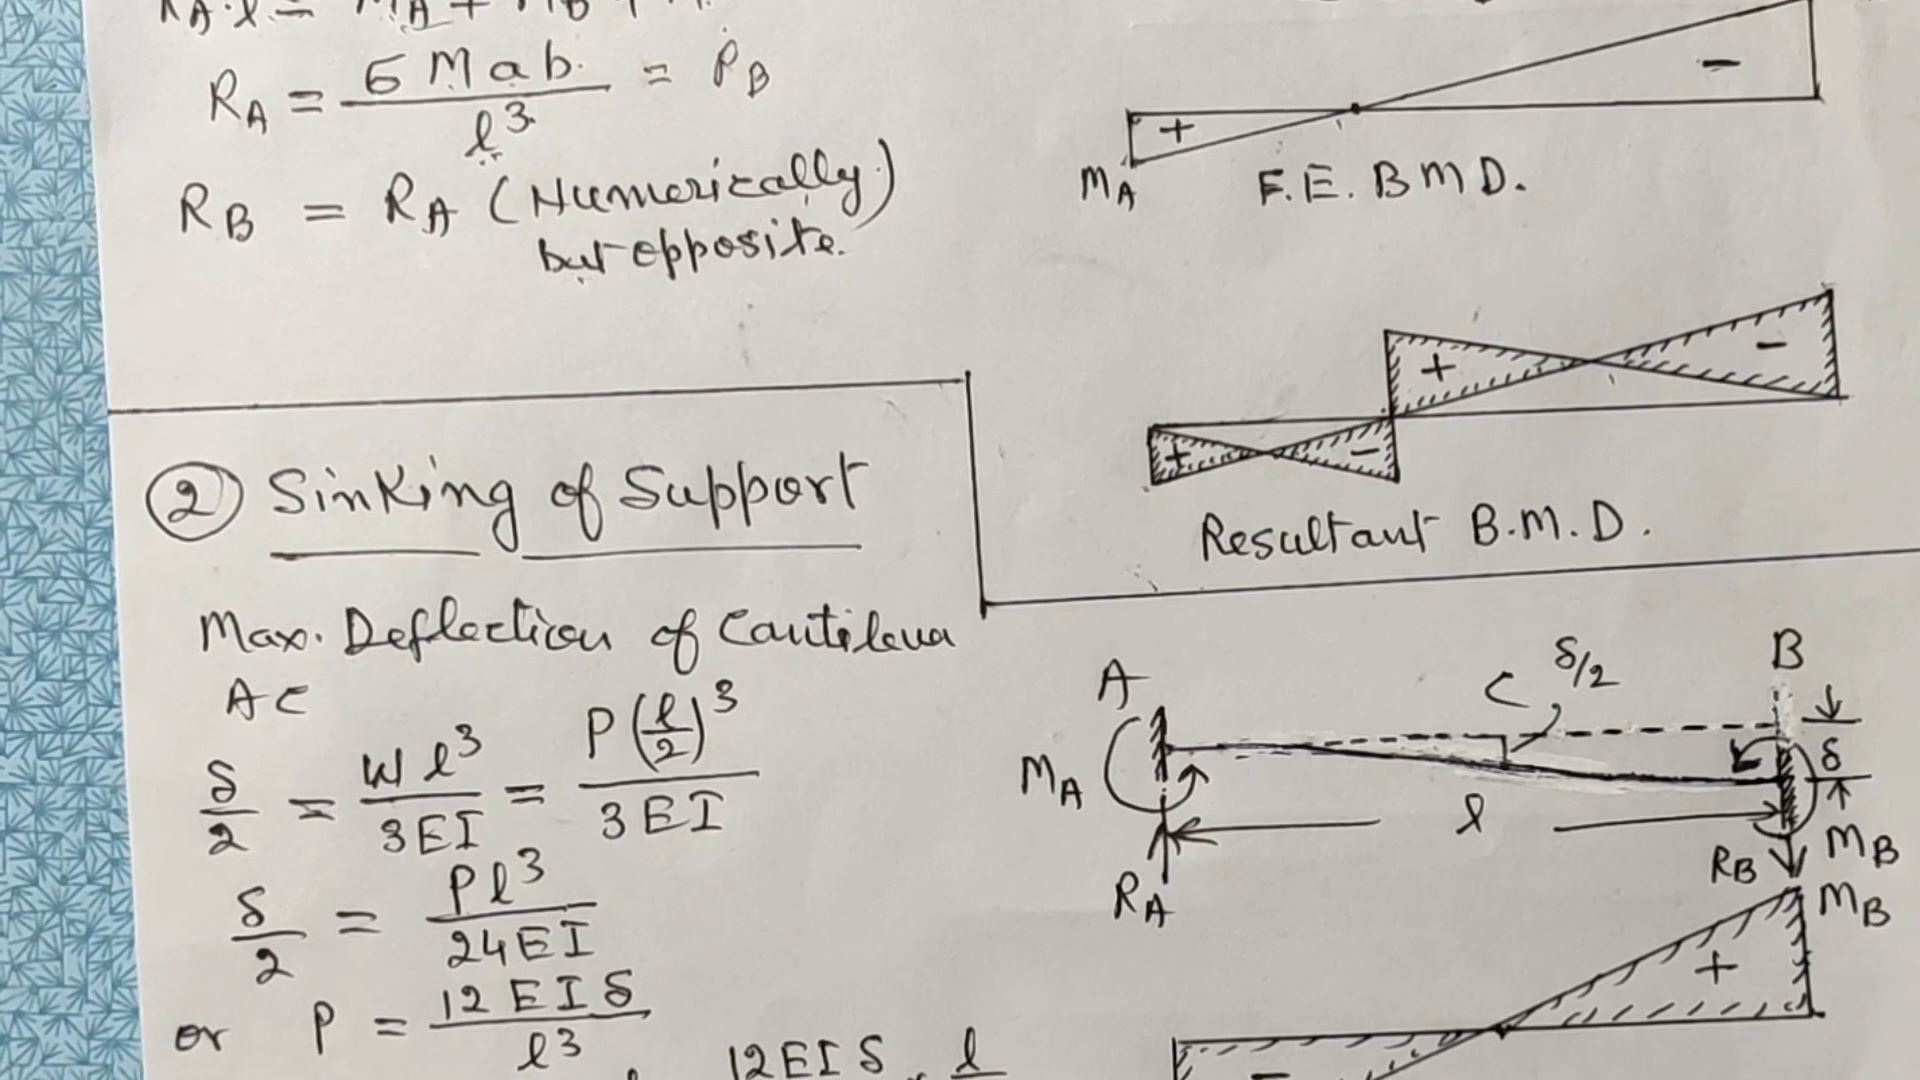 RA = 6 M a b. / l³ = RB
RB = RA (Numerically)
but opposite.
+
-
MA
F.E. B M D.
+
-
+
-
Resultant B.M.D.
② Sinking of Support
Max. Deflection of Cantilever
AC
δ/2 = W l³ / 3EI = P (l/2)³ / 3EI
δ/2 = P l³ / 24EI
or P = 12 E I δ / l³
12EI δ l
A
C
δ/2
B
MA
δ
l
RA
RB
MB
MB
+
-